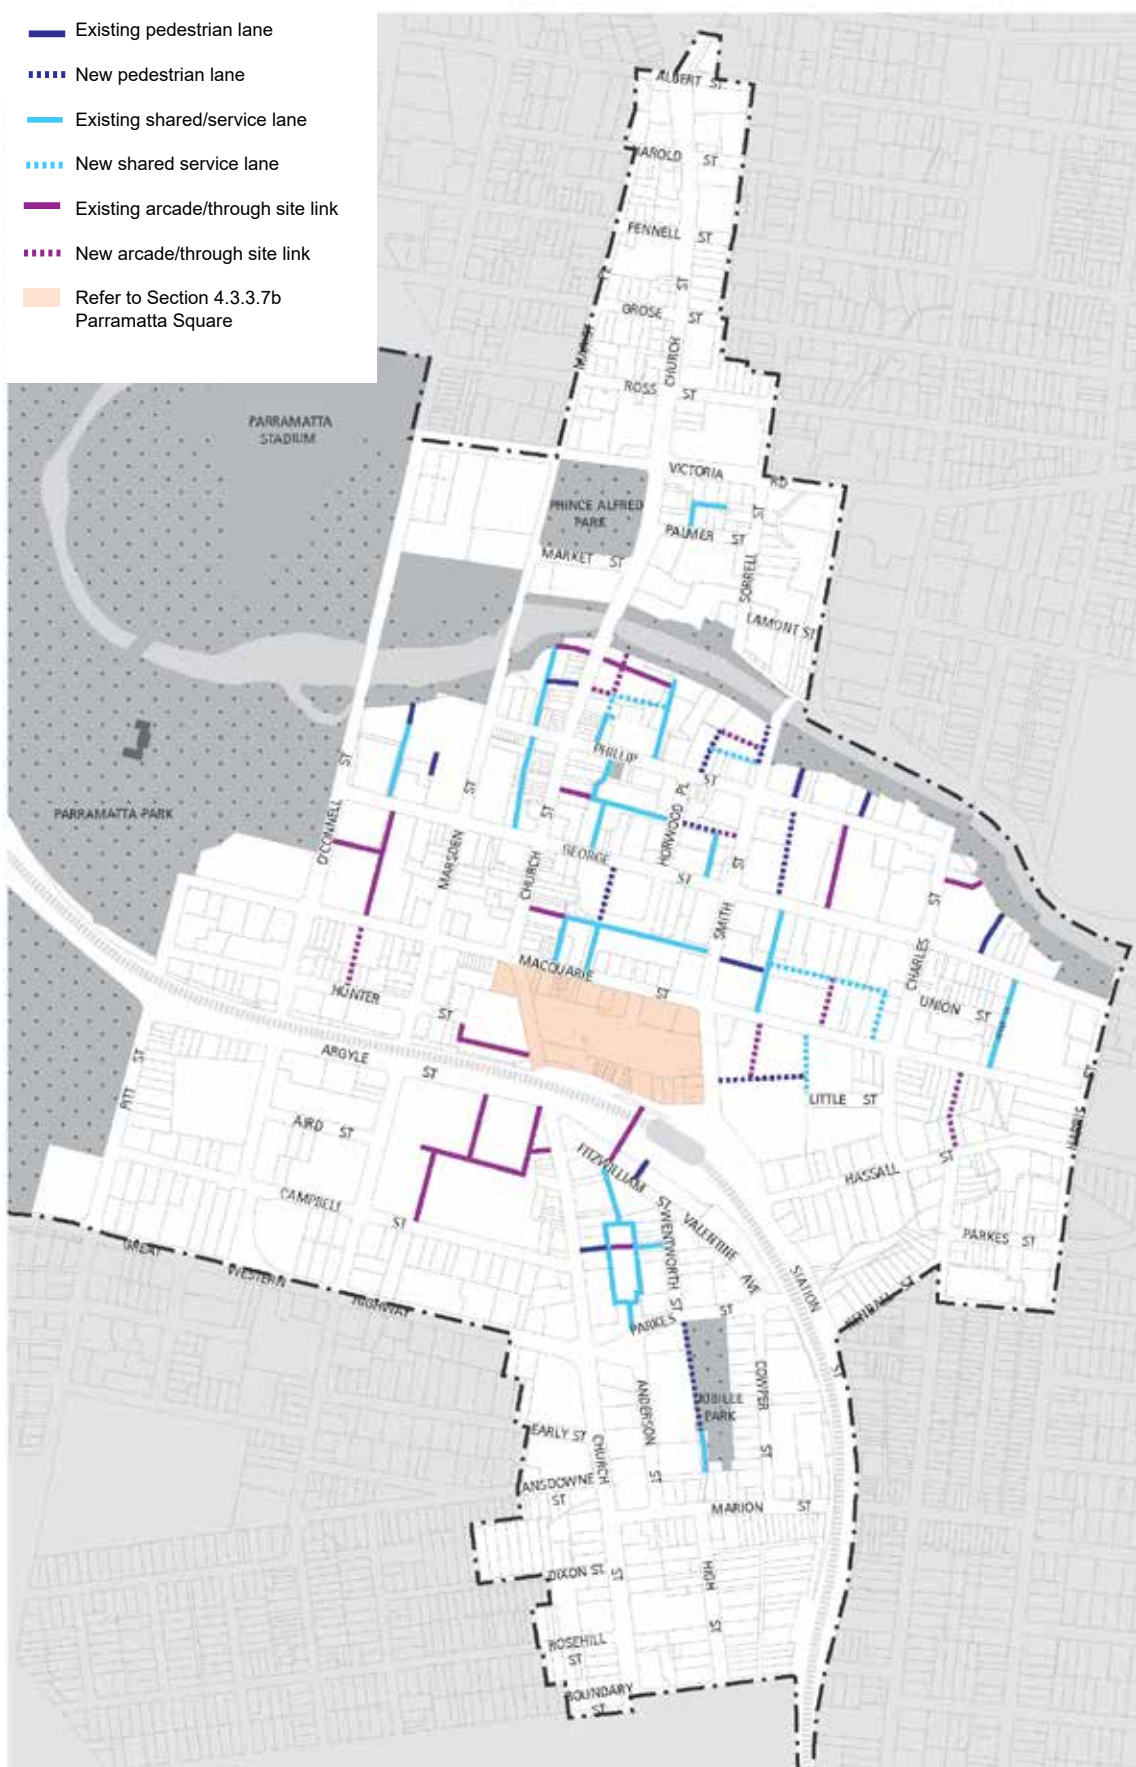 Existing pedestrian lane
New pedestrian lane
Existing shared/service lane
New shared service lane
Existing arcade/through site link
New arcade/through site link
Refer to Section 4.3.3.7b
Parramatta Square
ALBERT ST
HAROLD ST
FENNELL ST
ST
GROSE ST
CHURCH
ROSS ST
PARRAMATTA
STADIUM
VICTORIA
RD
PRINCE ALFRED
PARK
PALMER ST
ST
MARKET ST
SORRELL
LAMONT ST
PHILLIP
ST
ST
ST
PARRAMATTA PARK
O'CONNELL
MARSDEN
ST
CHURCH
ST
HORWOOD PL
GEORGE
ST
ST
SMITH
ST
CHARLES
MACQUARIE
ST
HUNTER
ST
UNION ST
ARGYLE
ST
PITT
ST
LITTLE ST
HARRIS
ST
AIRD ST
HASSALL
ST
FITZWILLIAM ST
CAMPBELL
ST
WENTWORTH ST
VALENTINE
AVE
PARKES ST
GREAT
WESTERN
HIGHWAY
STATION
ST
PARKES
ST
COWPER
ST
PARK
ANDERSON
ST
EARLY ST
CHURCH
ST
ANSDOWNE
ST
MARION ST
DIXON ST
HIGH
ST
ROSEHILL
ST
BOUNDARY
ST